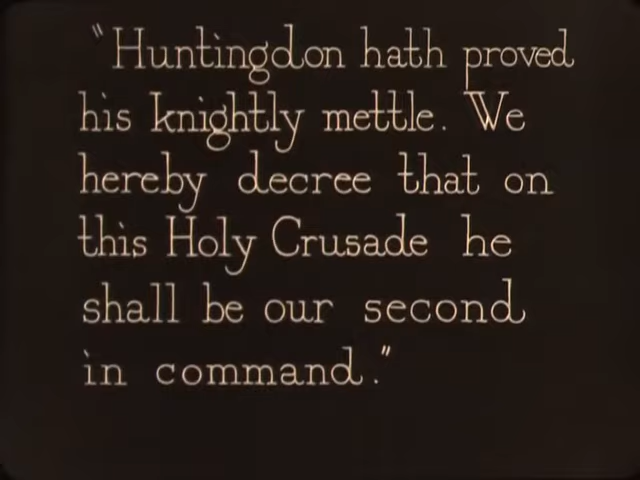 "Huntingdon hath proved
his knightly mettle. We
hereby decree that on
this Holy Crusade he
shall be our second
in command."